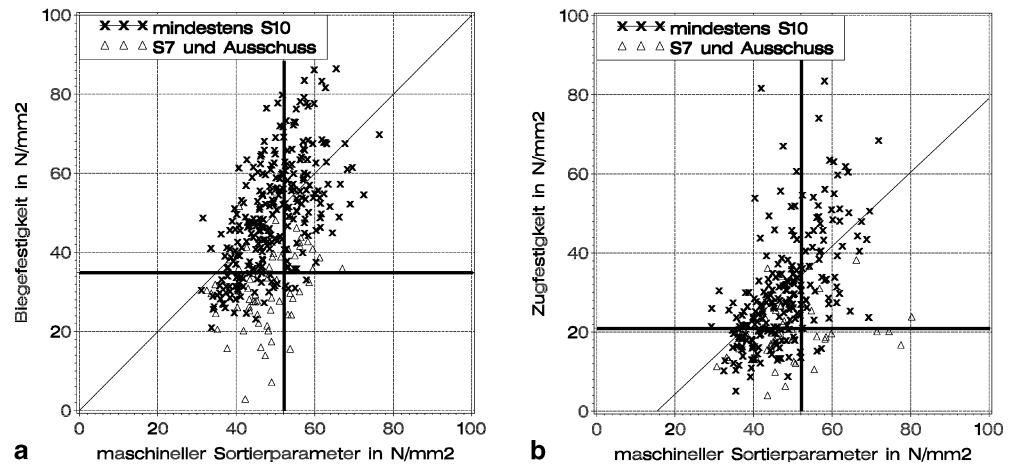 100
80
60
40
20
0
Biegefestigkeit in N/mm2
mindestens S10
S7 und Ausschuss
0 20 40 60 80 100
maschineller Sortierparameter in N/mm2
a
100
80
60
40
20
0
Zugfestigkeit in N/mm2
mindestens S10
S7 und Ausschuss
0 20 40 60 80 100
maschineller Sortierparameter in N/mm2
b